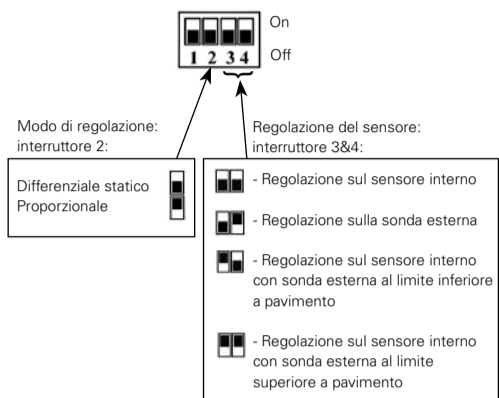 On
1 2 3 4
Off
Modo di regolazione:
interruttore 2:
Differenziale statico
Proporzionale
Regolazione del sensore:
interruttore 3&4:
- Regolazione sul sensore interno
- Regolazione sulla sonda esterna
- Regolazione sul sensore interno
con sonda esterna al limite inferiore
a pavimento
- Regolazione sul sensore interno
con sonda esterna al limite
superiore a pavimento